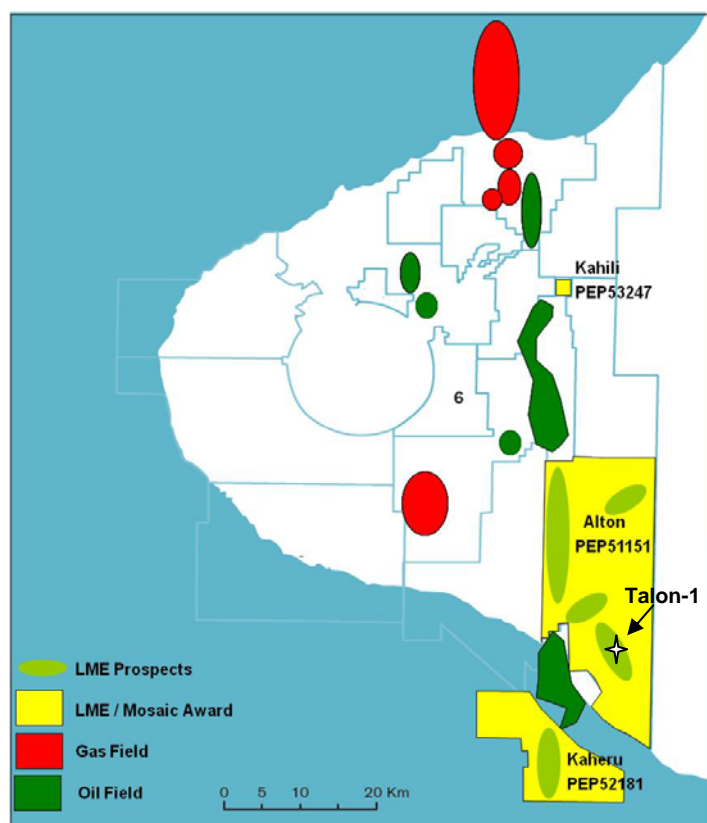 Kahili
PEP53247
6
Alton
PEP51151
Talon-1
LME Prospects
LME / Mosaic Award
Gas Field
Oil Field
Kaheru
PEP52181
0 5 10 20 Km